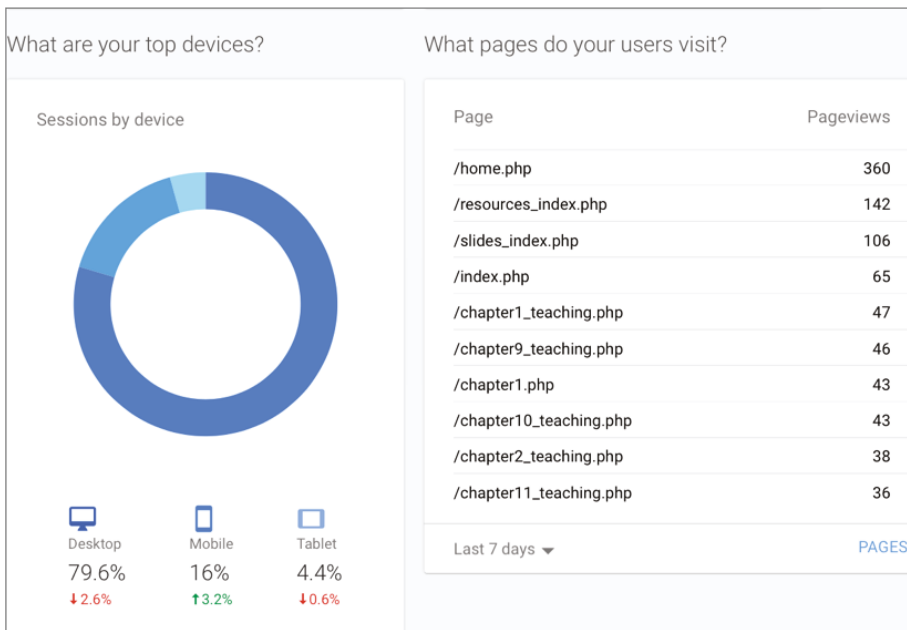 What are your top devices?
Sessions by device
Desktop
79.6%
↓2.6%
Mobile
16%
↑3.2%
Tablet
4.4%
↓0.6%
What pages do your users visit?
Page Pageviews
/home.php 360
/resources_index.php 142
/slides_index.php 106
/index.php 65
/chapter1_teaching.php 47
/chapter9_teaching.php 46
/chapter1.php 43
/chapter10_teaching.php 43
/chapter2_teaching.php 38
/chapter11_teaching.php 36
Last 7 days PAGES